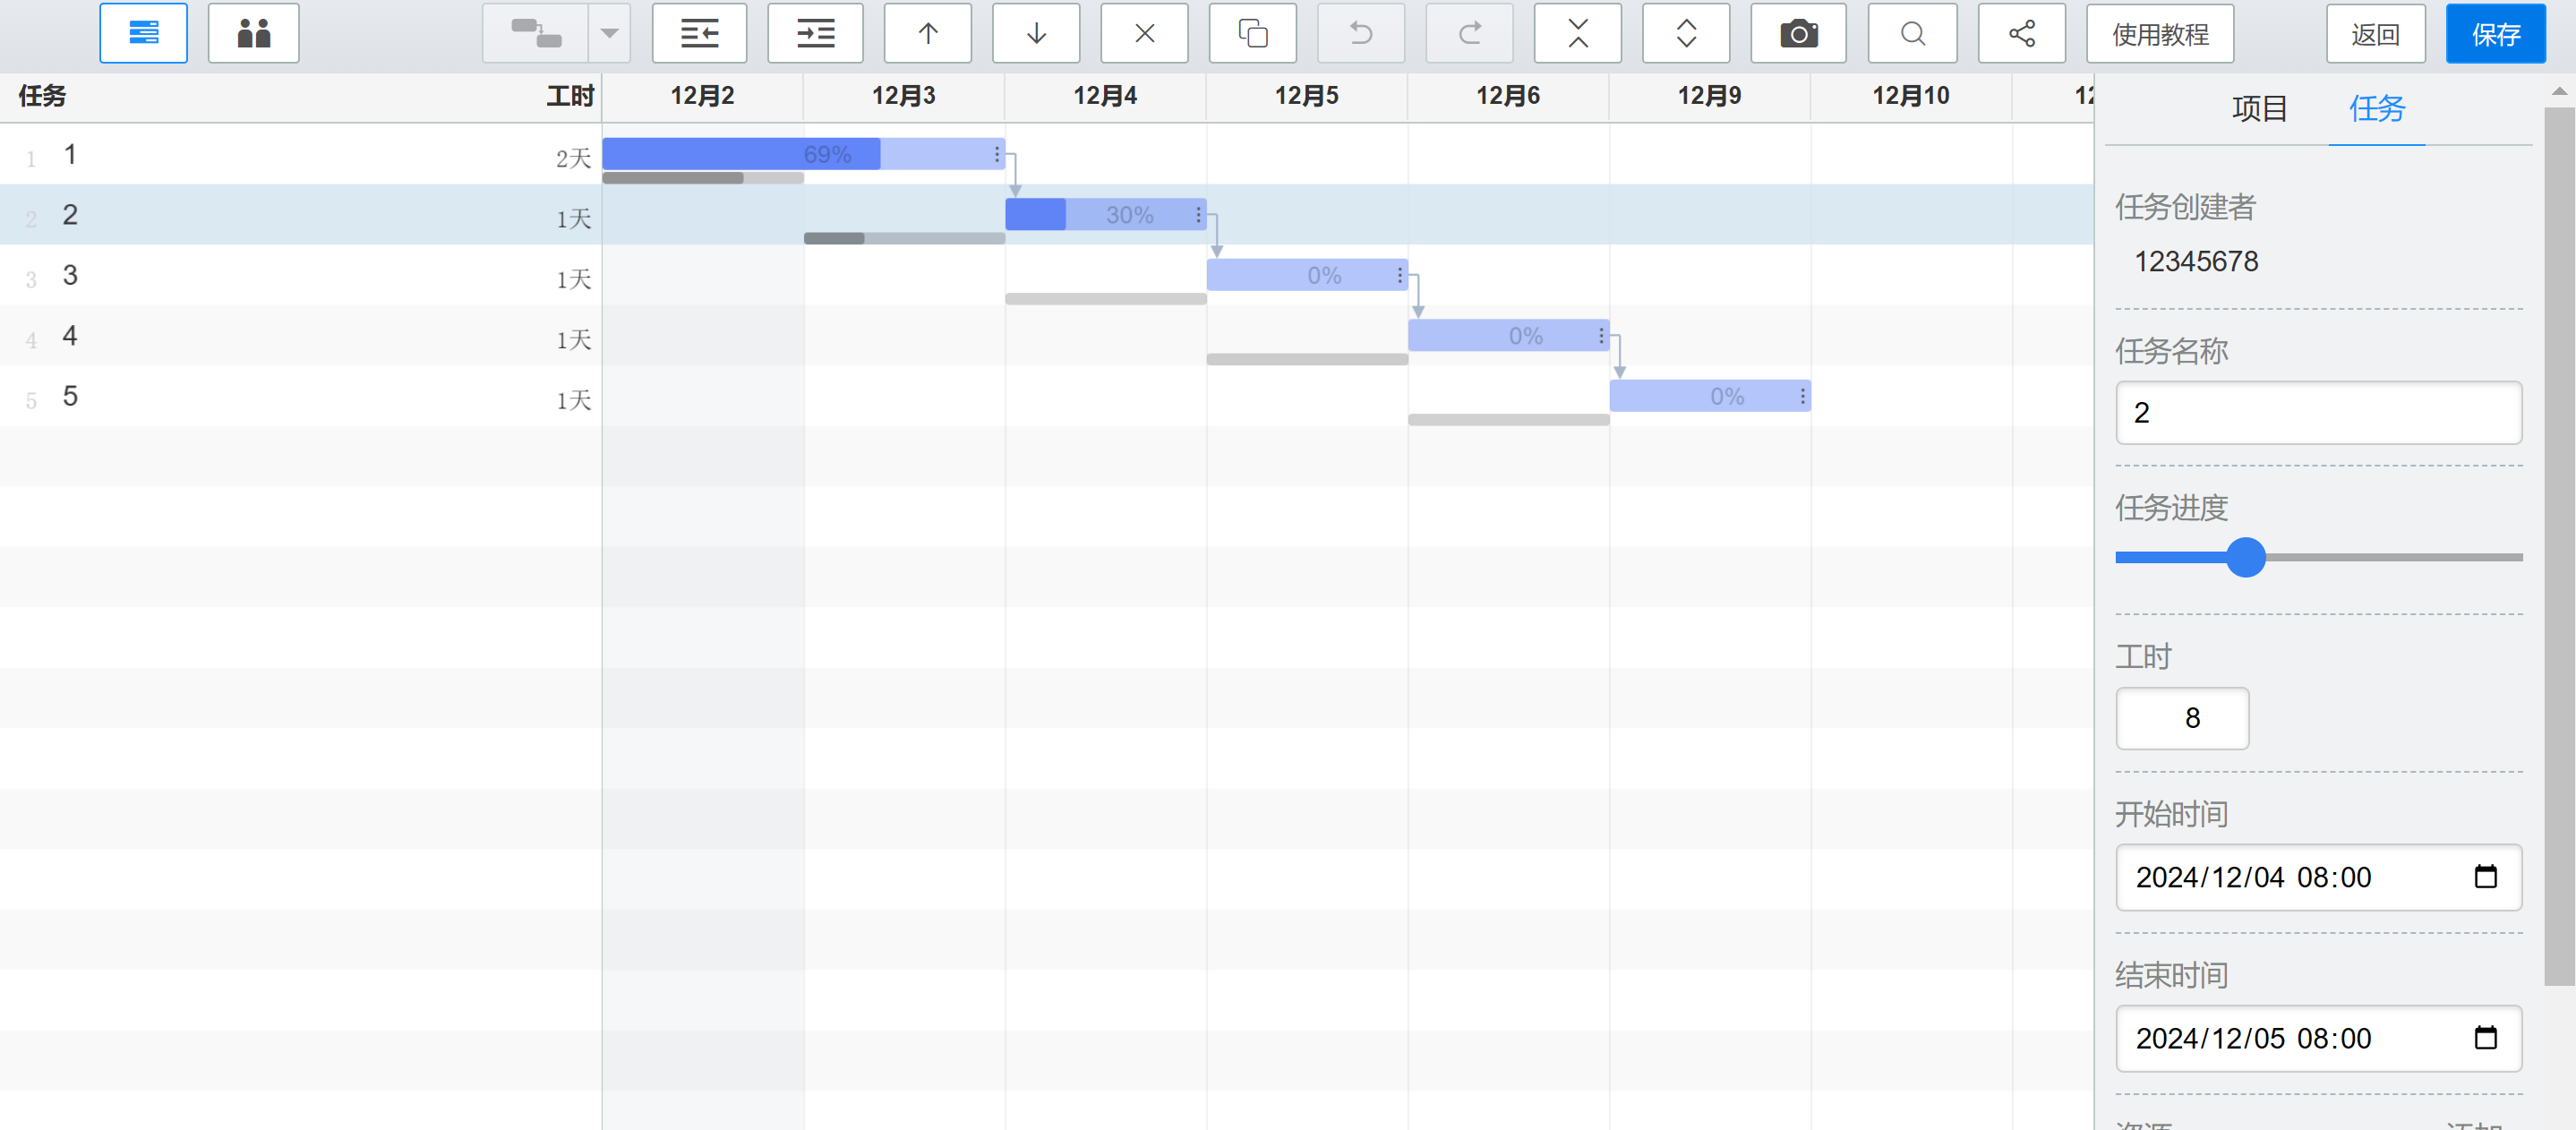 使用教程 返回 保存
任务 工时 12月2 12月3 12月4 12月5 12月6 12月9 12月10 12
项目 任务
1 1 2天 69%
2 2 1天 30%
3 3 1天 0%
4 4 1天 0%
5 5 1天 0%
任务创建者
12345678
任务名称
2
任务进度
工时
8
开始时间
2024/12/04 08:00
结束时间
2024/12/05 08:00
资源 添加